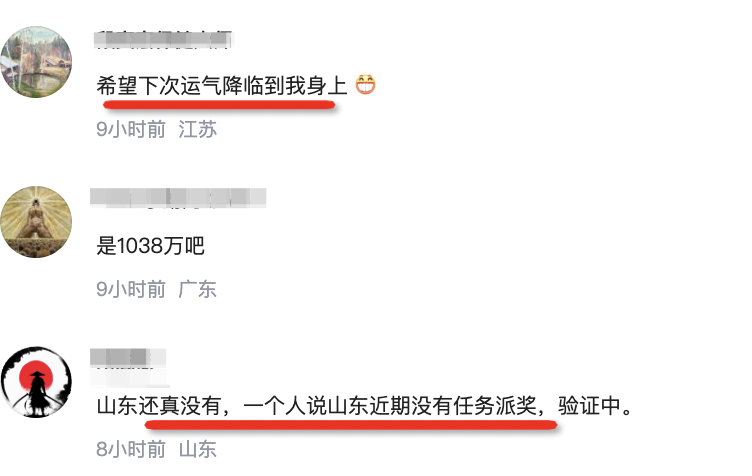 希望下次运气降临到我身上😁
9小时前 江苏
是1038万吧
9小时前 广东
山东还真没有，一个人说山东近期没有任务派奖，验证中。
8小时前 山东